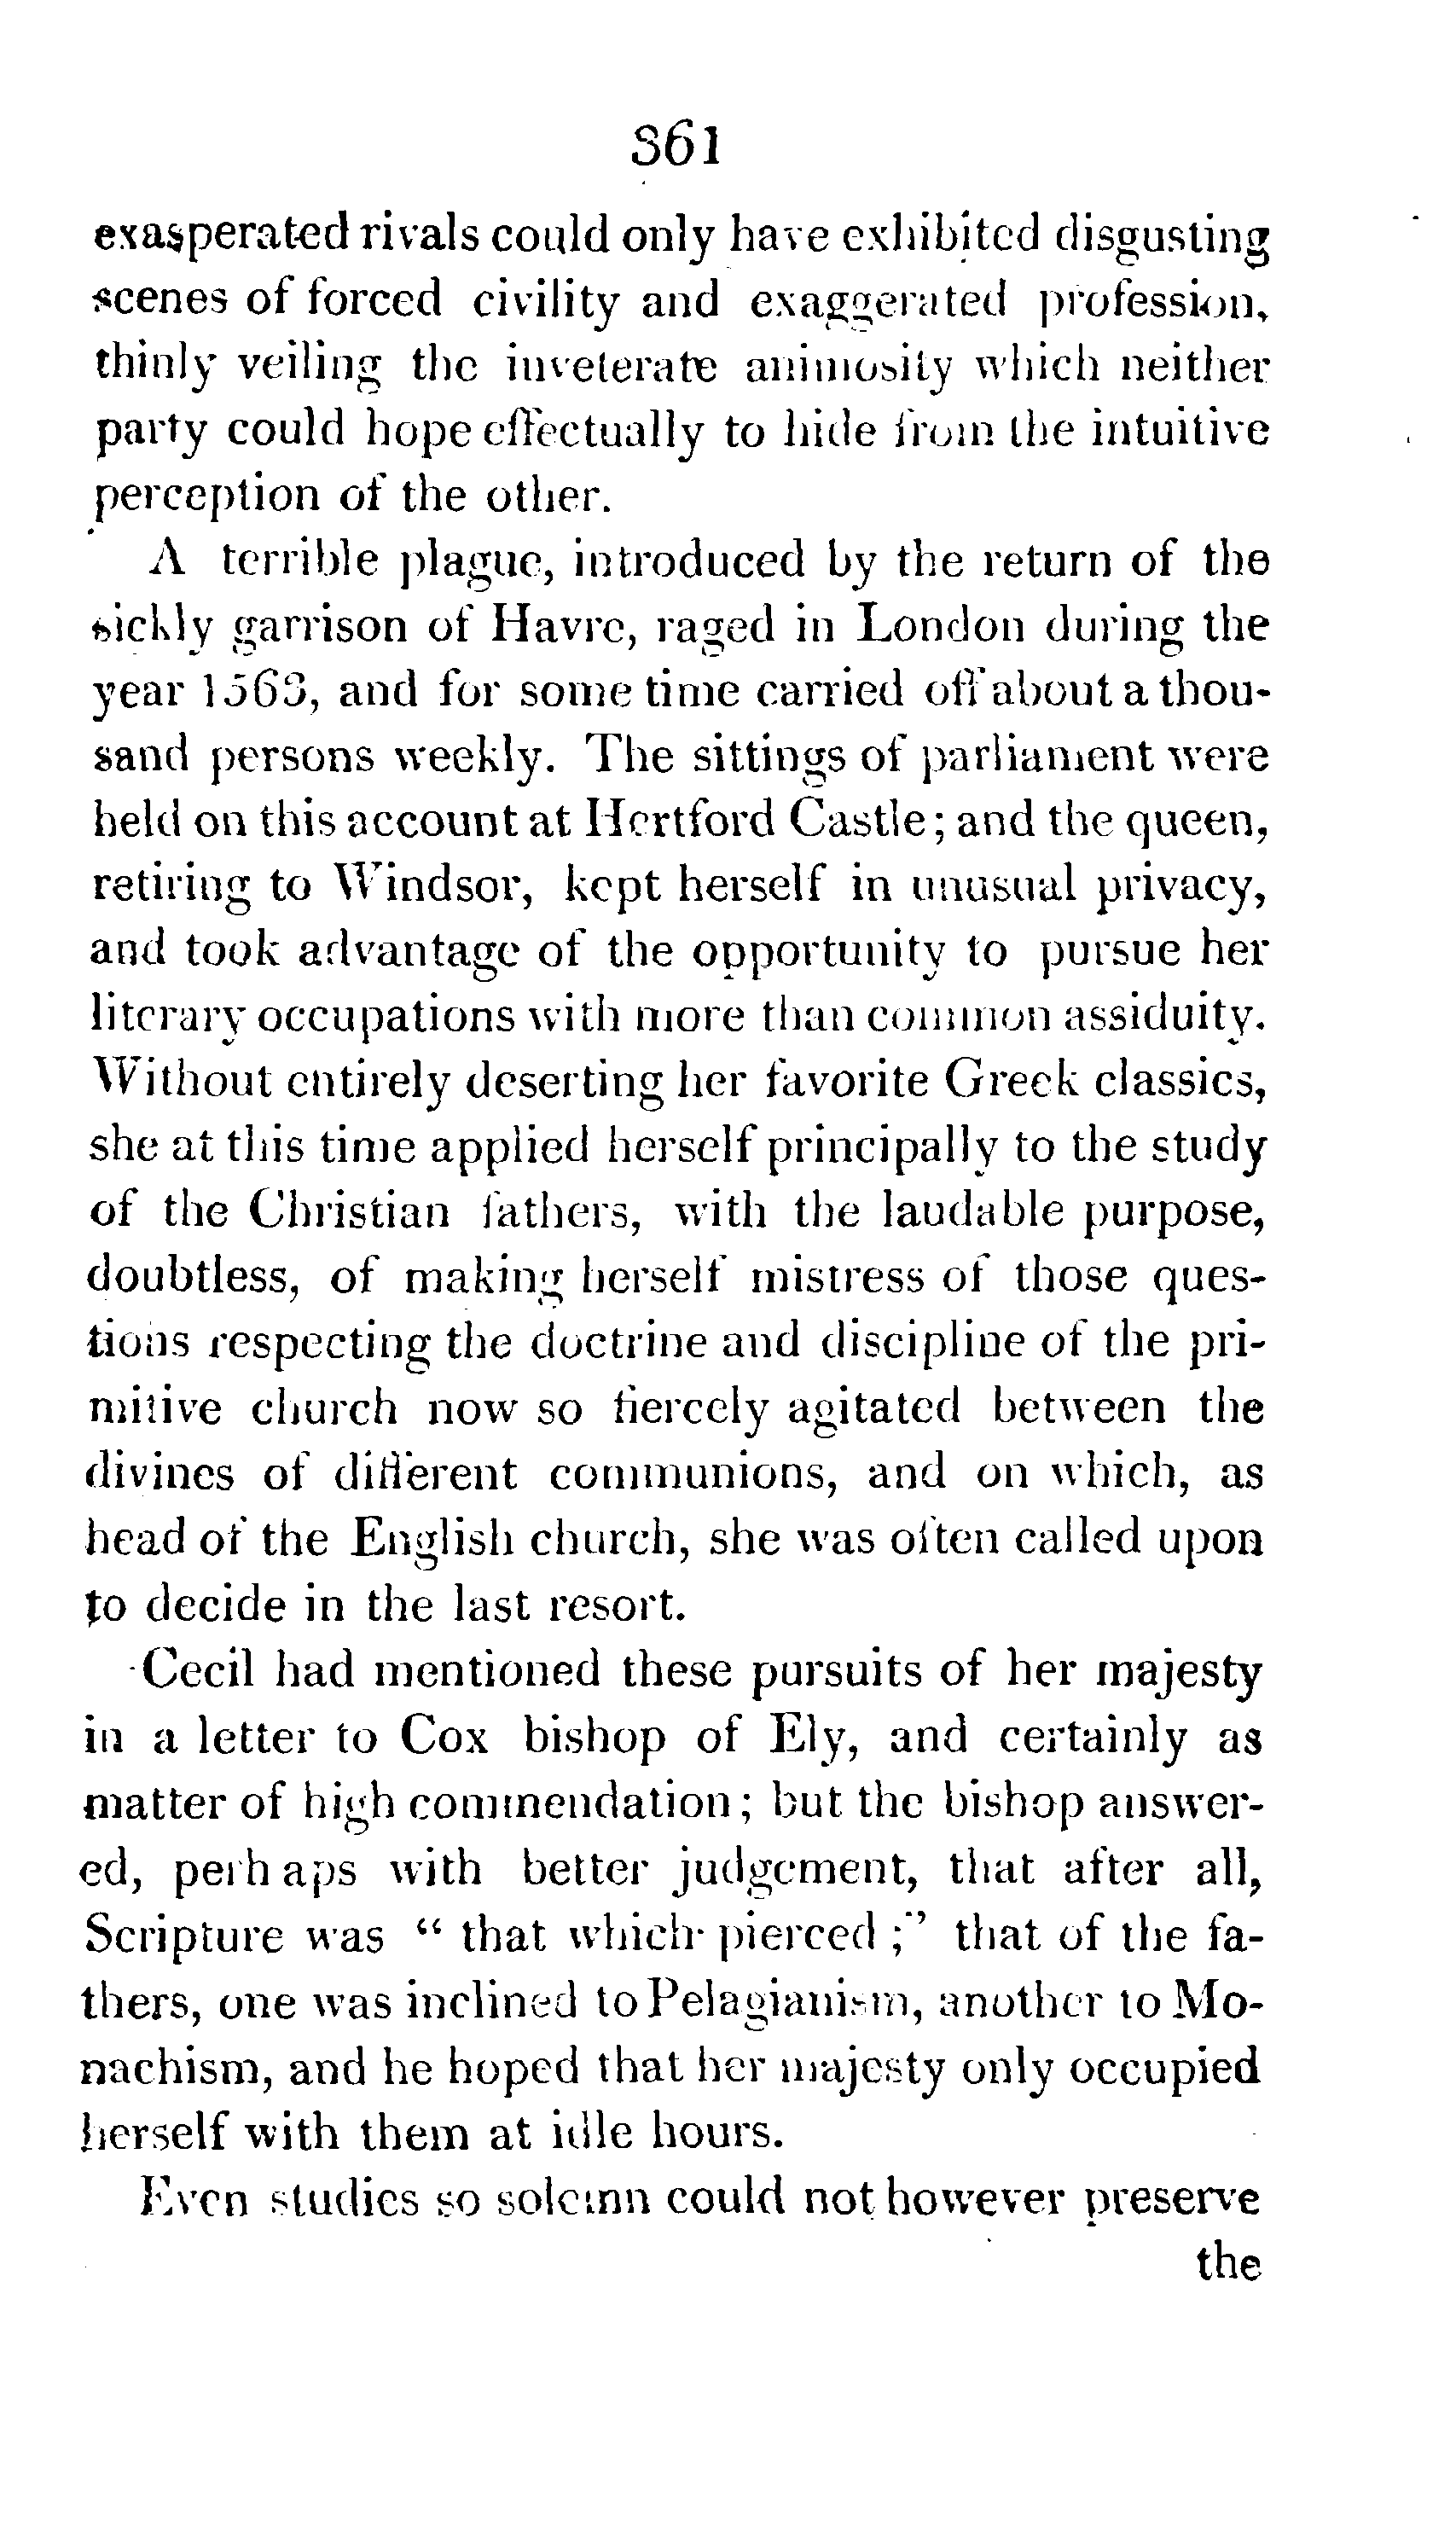 361
exasperated rivals could only have exhibited disgusting
scenes of forced civility and exaggerated profession,
thinly veiling the inveterate animosity which neither
party could hope effectually to hide from the intuitive
perception of the other.
A terrible plague, introduced by the return of the
sickly garrison of Havre, raged in London during the
year 1563, and for some time carried off about a thou-
sand persons weekly. The sittings of parliament were
held on this account at Hertford Castle; and the queen,
retiring to Windsor, kept herself in unusual privacy,
and took advantage of the opportunity to pursue her
literary occupations with more than common assiduity.
Without entirely deserting her favorite Greek classics,
she at this time applied herself principally to the study
of the Christian fathers, with the laudable purpose,
doubtless, of making herself mistress of those ques-
tions respecting the doctrine and discipline of the pri-
mitive church now so fiercely agitated between the
divines of different communions, and on which, as
head of the English church, she was often called upon
to decide in the last resort.
Cecil had mentioned these pursuits of her majesty
in a letter to Cox bishop of Ely, and certainly as
matter of high commendation; but the bishop answer-
ed, perhaps with better judgement, that after all,
Scripture was “ that which pierced ;” that of the fa-
thers, one was inclined to Pelagianism, another to Mo-
nachism, and he hoped that her majesty only occupied
herself with them at idle hours.
Even studies so solemn could not however preserve
the